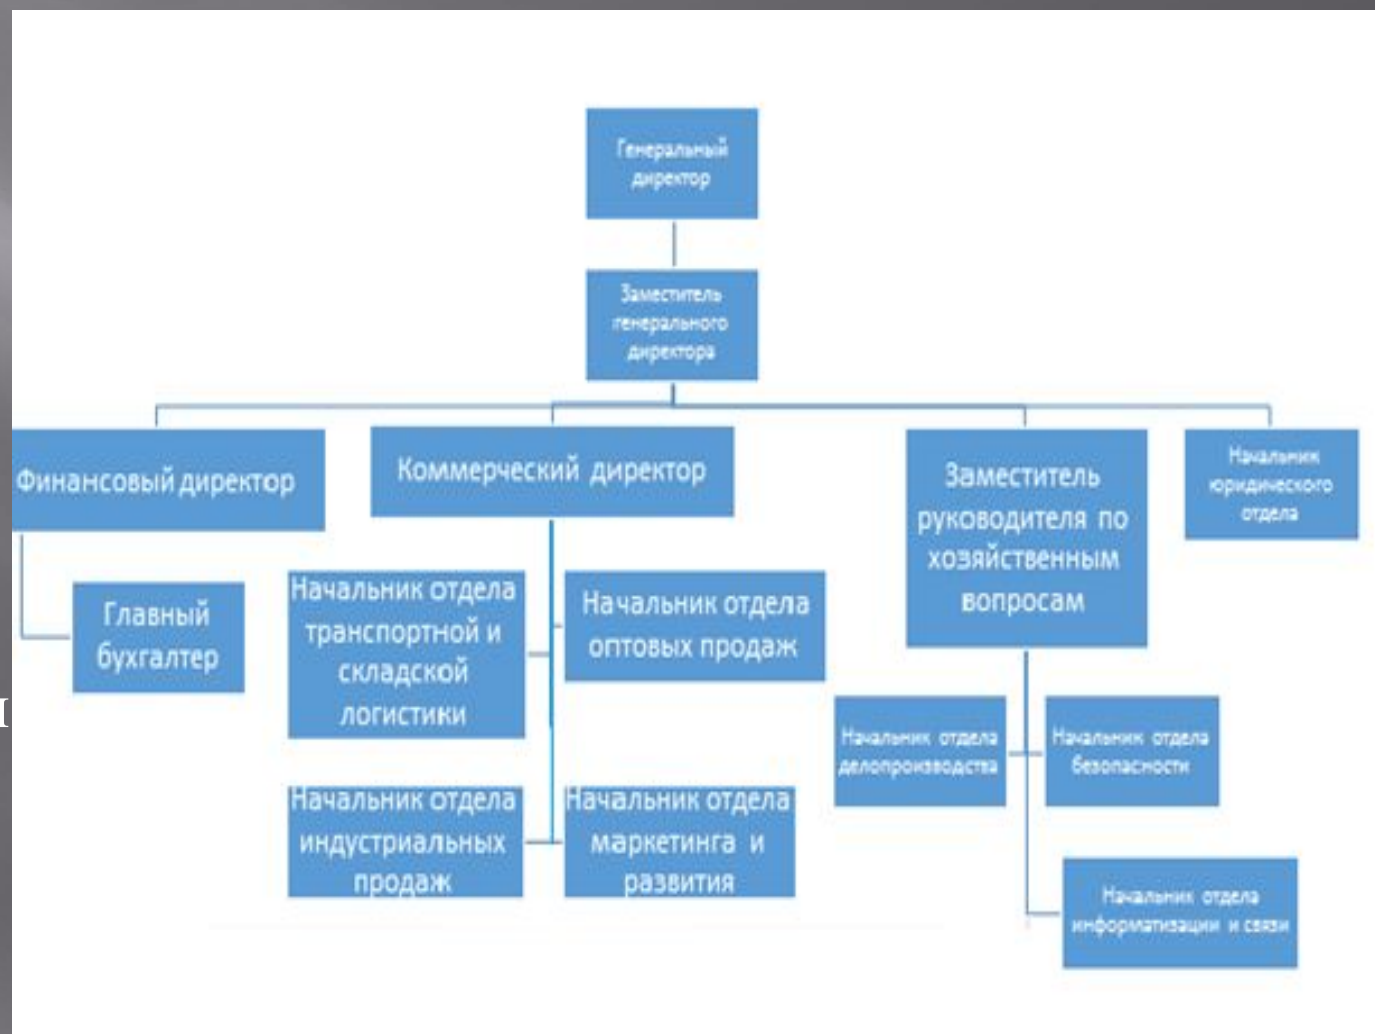 Генеральный
директор
Заместитель
генерального
директора
Финансовый директор
Коммерческий директор
Заместитель
руководителя по
хозяйственным
вопросам
Начальник
юридического
отдела
Главный
бухгалтер
Начальник отдела
транспортной и
складской
логистики
Начальник отдела
оптовых продаж
Начальник отдела
индустриальных
продаж
Начальник отдела
маркетинга и
развития
Начальник отдела
делопроизводства
Начальник отдела
безопасности
Начальник отдела
информатизации и связи